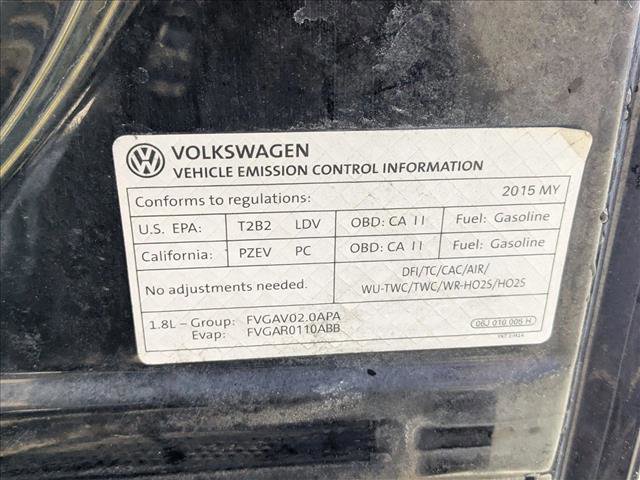 VOLKSWAGEN
VEHICLE EMISSION CONTROL INFORMATION
Conforms to regulations: 2015 MY
U.S. EPA: T2B2 LDV OBD: CA II Fuel: Gasoline
California: PZEV PC OBD: CA II Fuel: Gasoline
No adjustments needed. DFI/TC/CAC/AIR/
WU-TWC/TWC/WR-HO2S/HO2S
1.8L – Group: FVGAV02.0APA
Evap: FVGAR0110ABB
06J 010 005 H